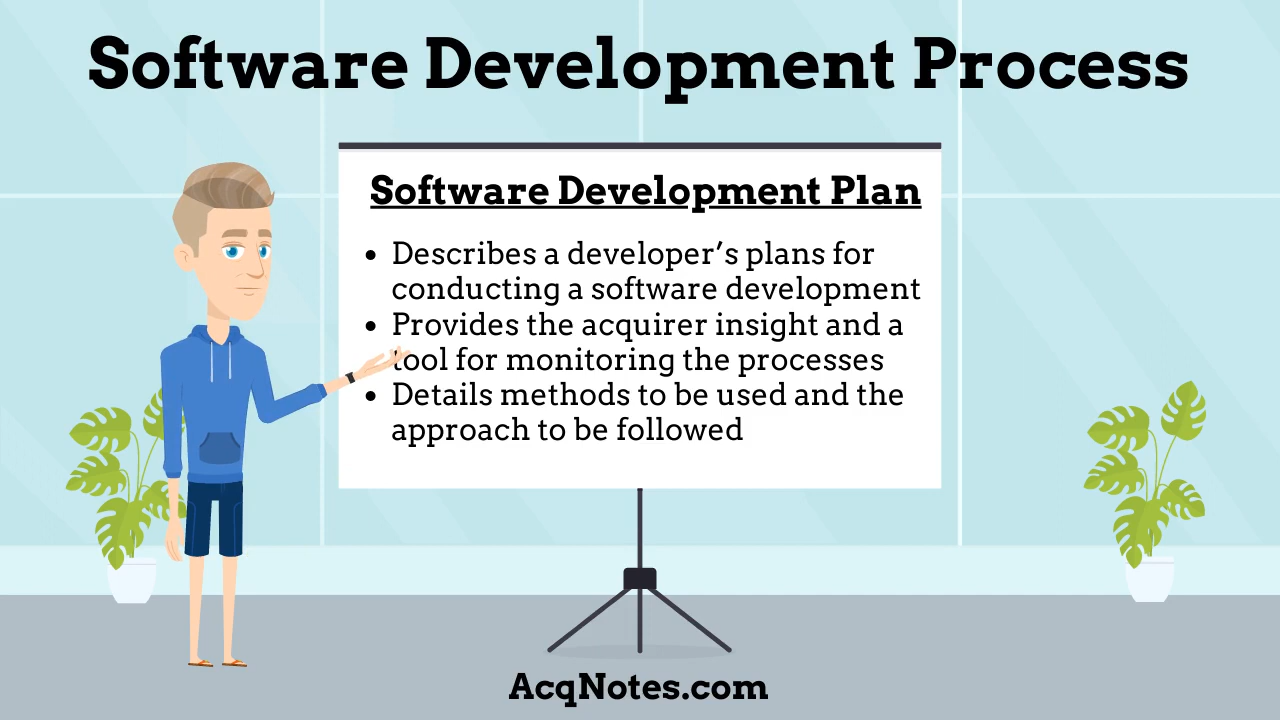 Software Development Process
Software Development Plan
• Describes a developer’s plans for
conducting a software development
• Provides the acquirer insight and a
tool for monitoring the processes
• Details methods to be used and the
approach to be followed
AcqNotes.com